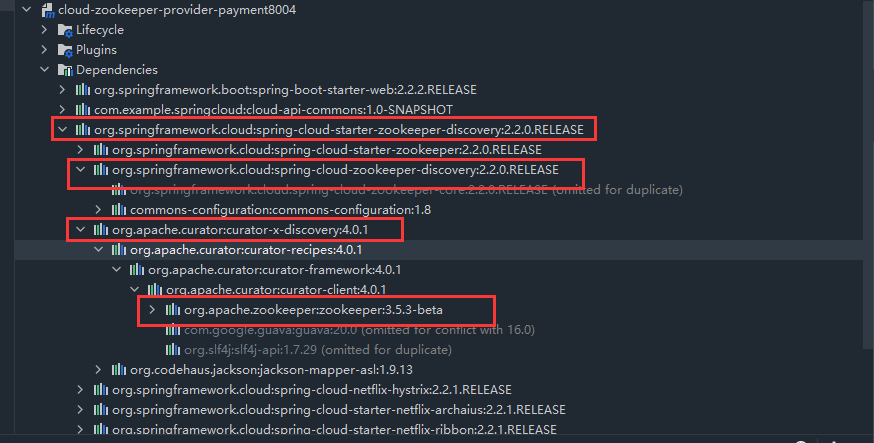 cloud-zookeeper-provider-payment8004
Lifecycle
Plugins
Dependencies
org.springframework.boot:spring-boot-starter-web:2.2.2.RELEASE
com.example.springcloud:cloud-api-commons:1.0-SNAPSHOT
org.springframework.cloud:spring-cloud-starter-zookeeper-discovery:2.2.0.RELEASE
org.springframework.cloud:spring-cloud-starter-zookeeper:2.2.0.RELEASE
org.springframework.cloud:spring-cloud-zookeeper-discovery:2.2.0.RELEASE
org.springframework.cloud:spring-cloud-zookeeper-core:2.2.0.RELEASE (omitted for duplicate)
commons-configuration:commons-configuration:1.8
org.apache.curator:curator-x-discovery:4.0.1
org.apache.curator:curator-recipes:4.0.1
org.apache.curator:curator-framework:4.0.1
org.apache.curator:curator-client:4.0.1
org.apache.zookeeper:zookeeper:3.5.3-beta
com.google.guava:guava:20.0 (omitted for conflict with 16.0)
org.slf4j:slf4j-api:1.7.29 (omitted for duplicate)
org.codehaus.jackson:jackson-mapper-asl:1.9.13
org.springframework.cloud:spring-cloud-netflix-hystrix:2.2.1.RELEASE
org.springframework.cloud:spring-cloud-starter-netflix-archaius:2.2.1.RELEASE
org.springframework.cloud:spring-cloud-starter-netflix-ribbon:2.2.1.RELEASE